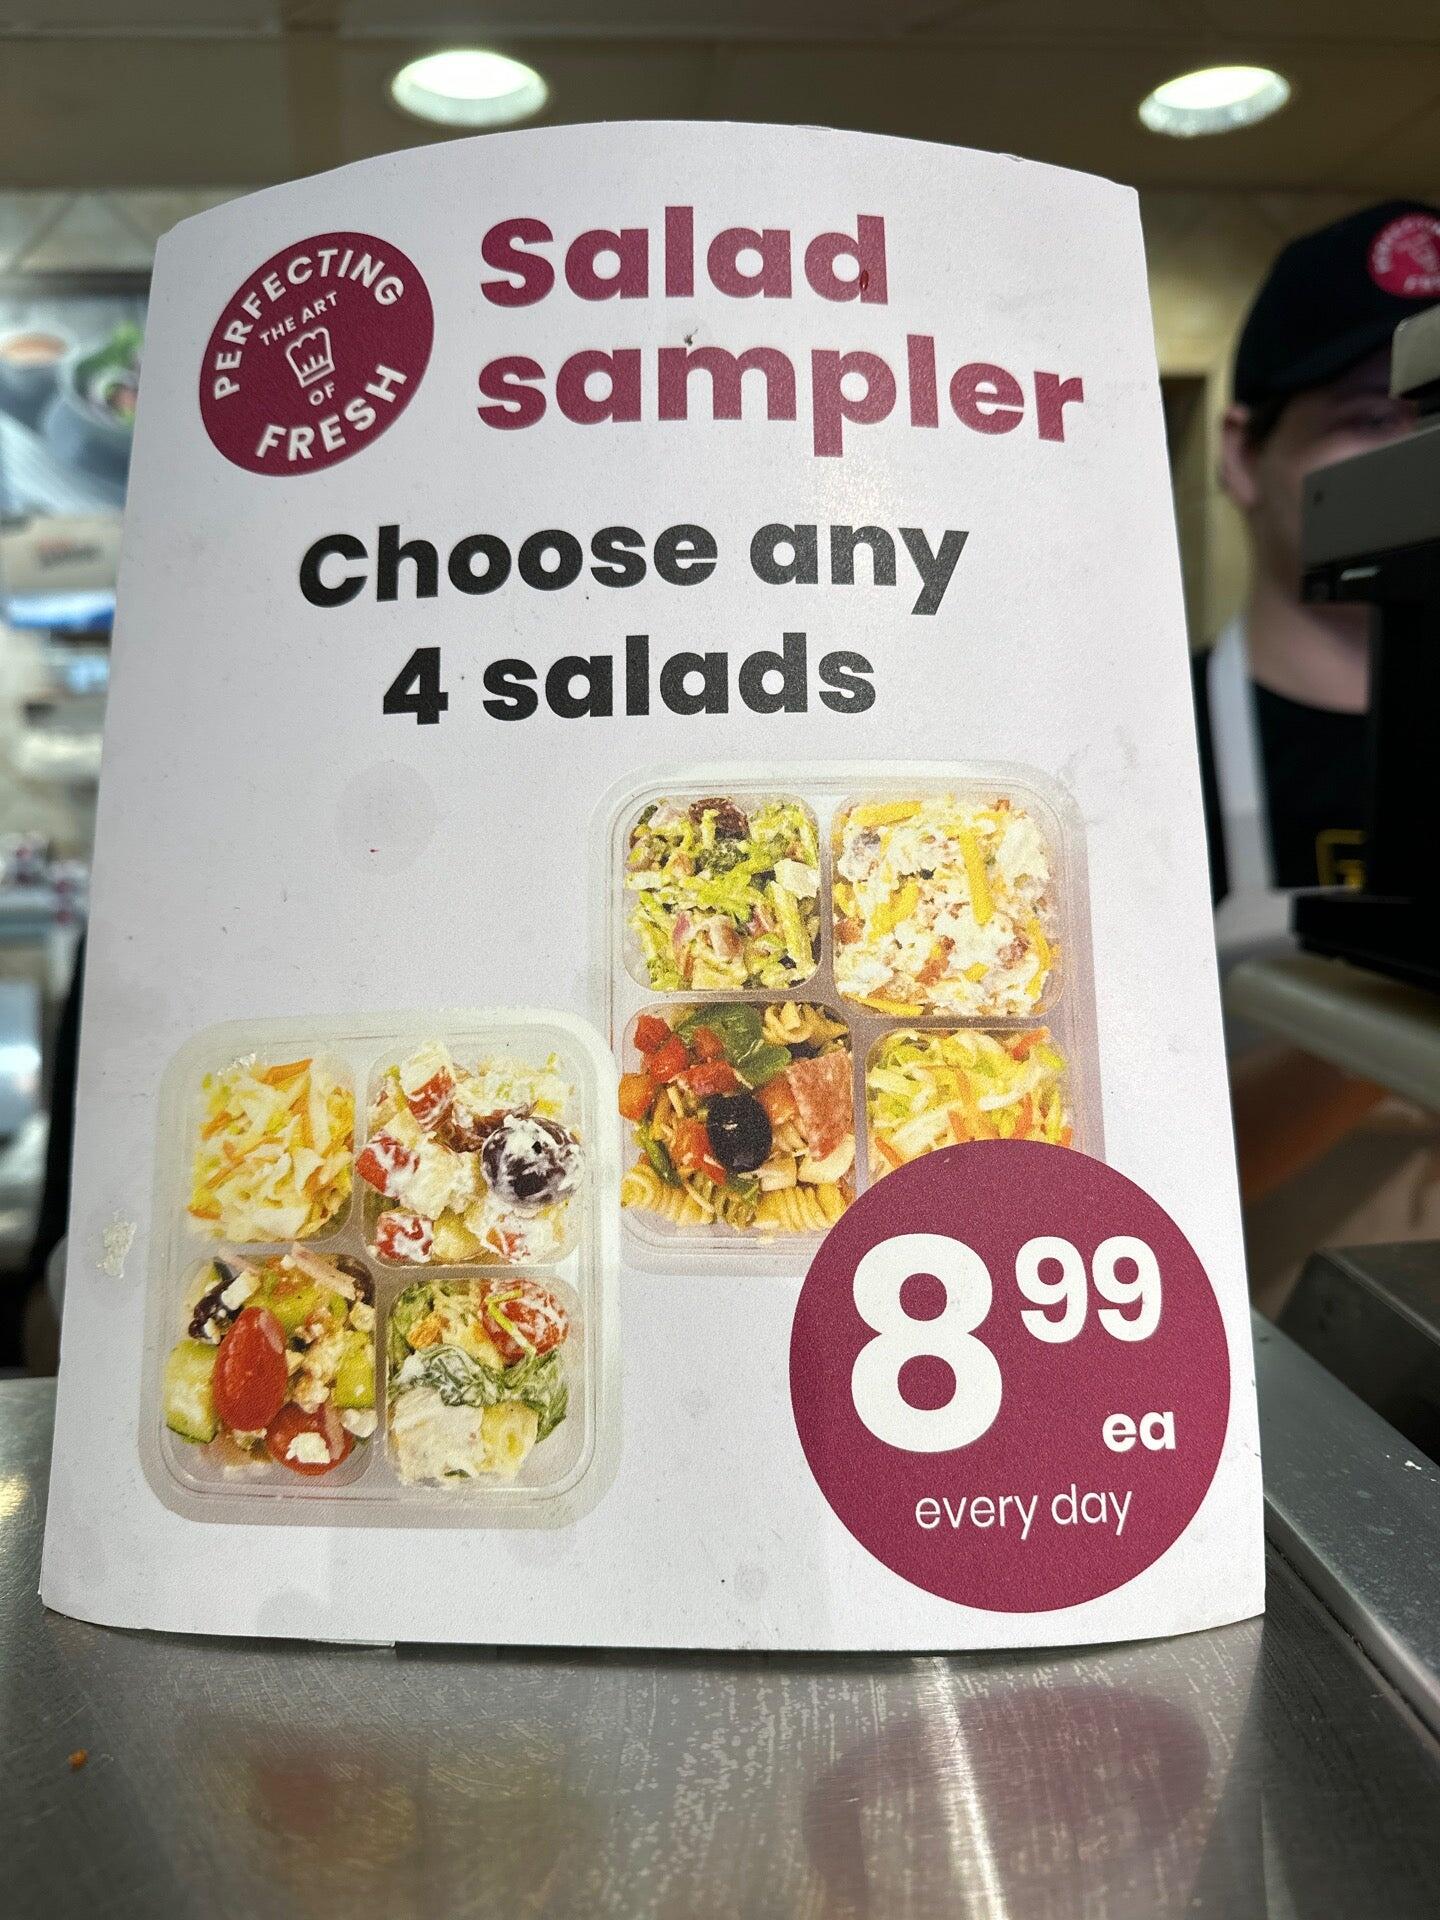 PERFECTING
THE ART
OF
FRESH
Salad
sampler
Choose any
4 salads
8 99
ea
every day